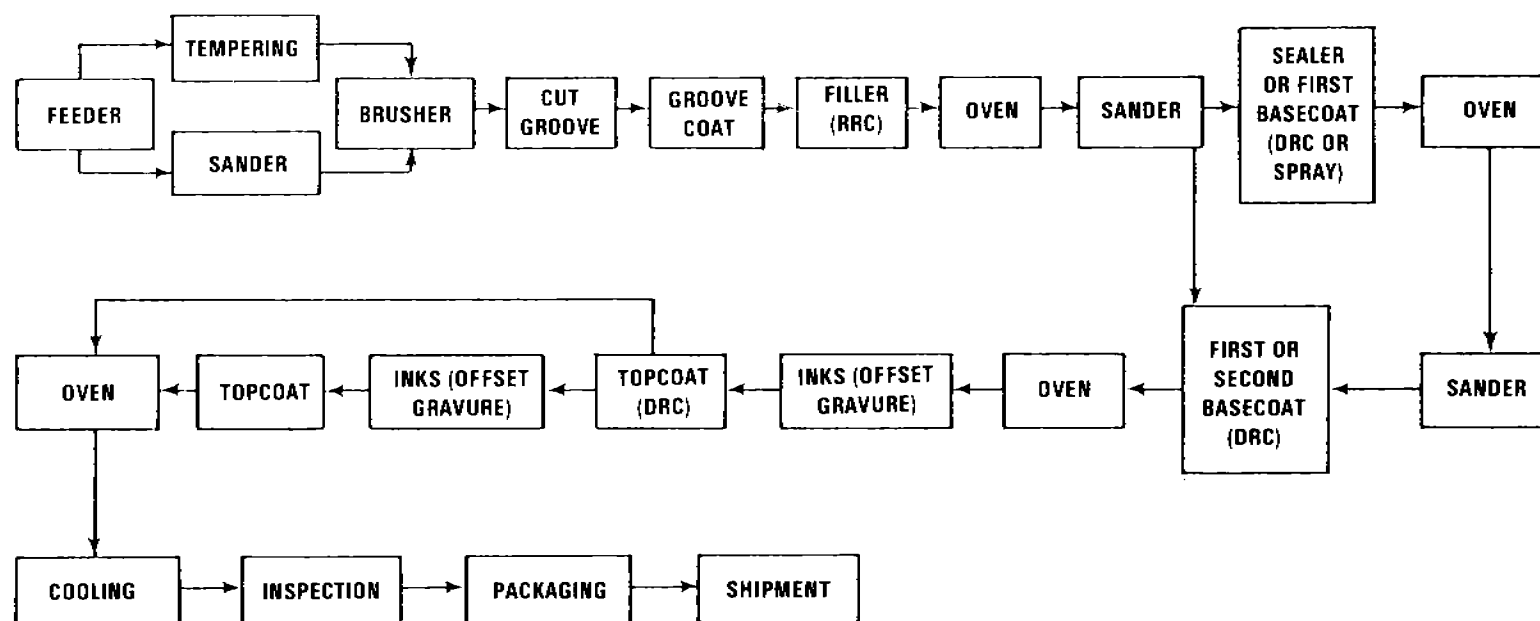 TEMPERING
FEEDER
SANDER
BRUSHER
CUT
GROOVE
GROOVE
COAT
FILLER
(RRC)
OVEN
SANDER
SEALER
OR FIRST
BASECOAT
(DRC OR
SPRAY)
OVEN
SANDER
FIRST OR
SECOND
BASECOAT
(DRC)
OVEN
INKS (OFFSET
GRAVURE)
TOPCOAT
(DRC)
INKS (OFFSET
GRAVURE)
TOPCOAT
OVEN
COOLING
INSPECTION
PACKAGING
SHIPMENT